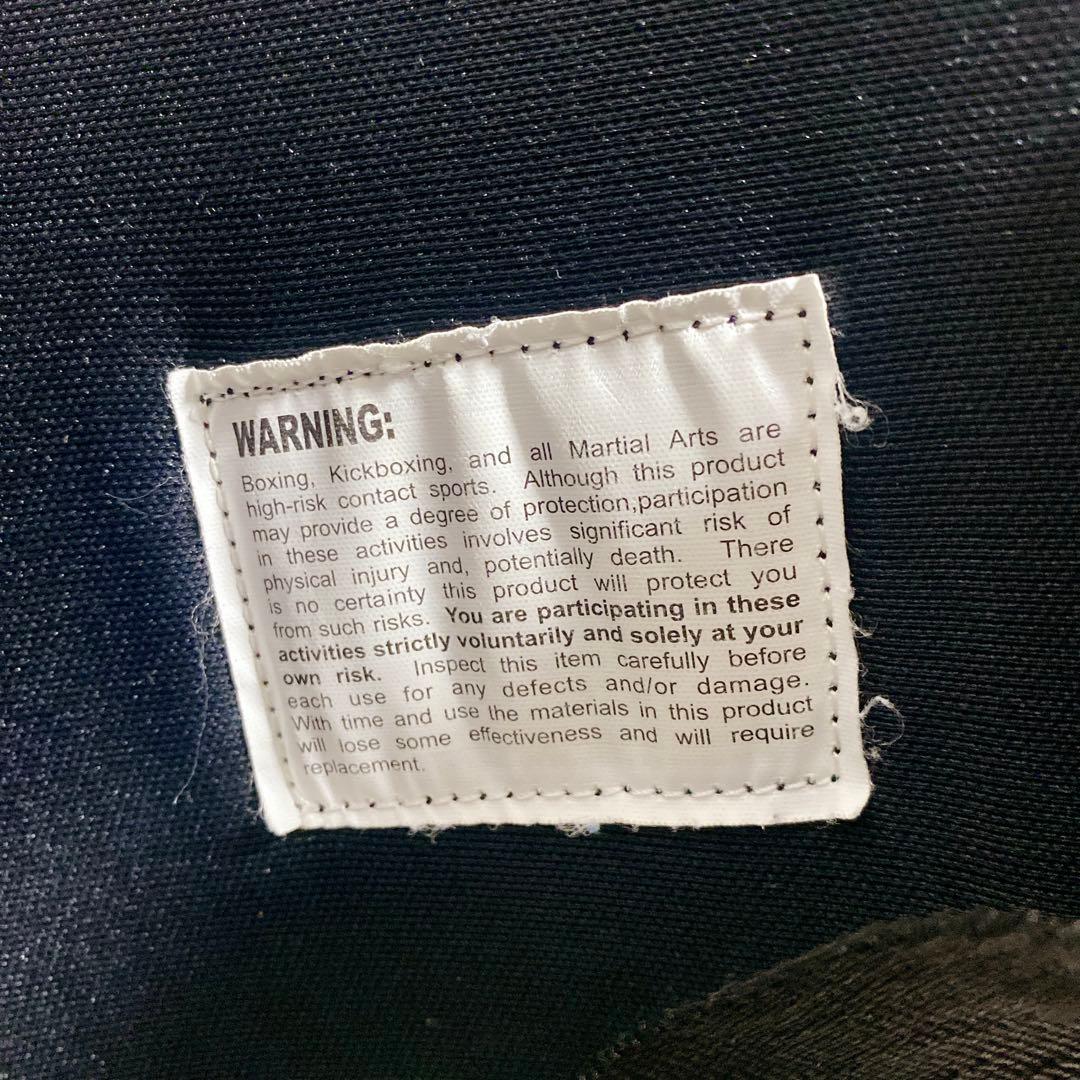 WARNING:
Boxing, Kickboxing, and all Martial Arts are
high-risk contact sports. Although this product
may provide a degree of protection,participation
in these activities involves significant risk of
physical injury and, potentially death. There
is no certainty this product will protect you
from such risks. You are participating in these
activities strictly voluntarily and solely at your
own risk. Inspect this item carefully before
each use for any defects and/or damage.
With time and use the materials in this product
will lose some effectiveness and will require
replacement.